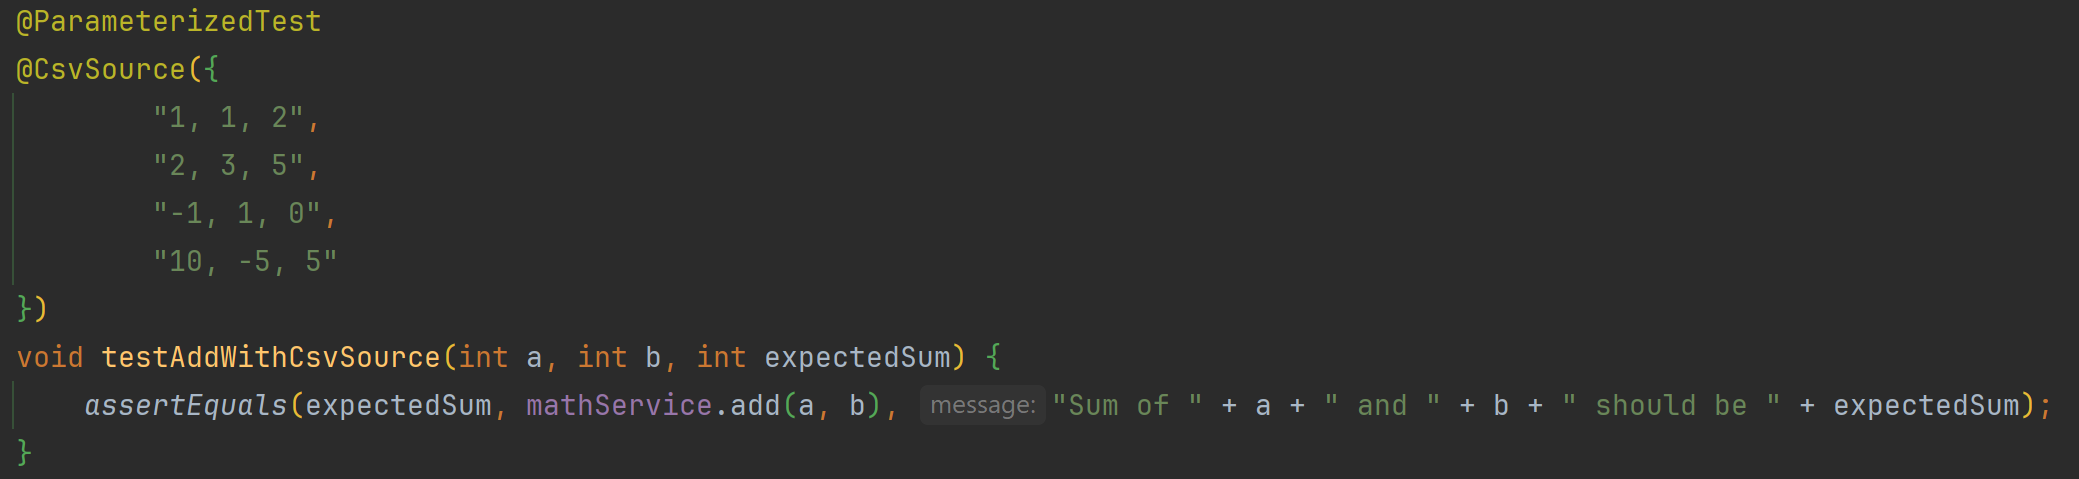 @ParameterizedTest
@CsvSource({
        "1, 1, 2",
        "2, 3, 5",
        "-1, 1, 0",
        "10, -5, 5"
})
void testAddWithCsvSource(int a, int b, int expectedSum) {
    assertEquals(expectedSum, mathService.add(a, b), message: "Sum of " + a + " and " + b + " should be " + expectedSum);
}